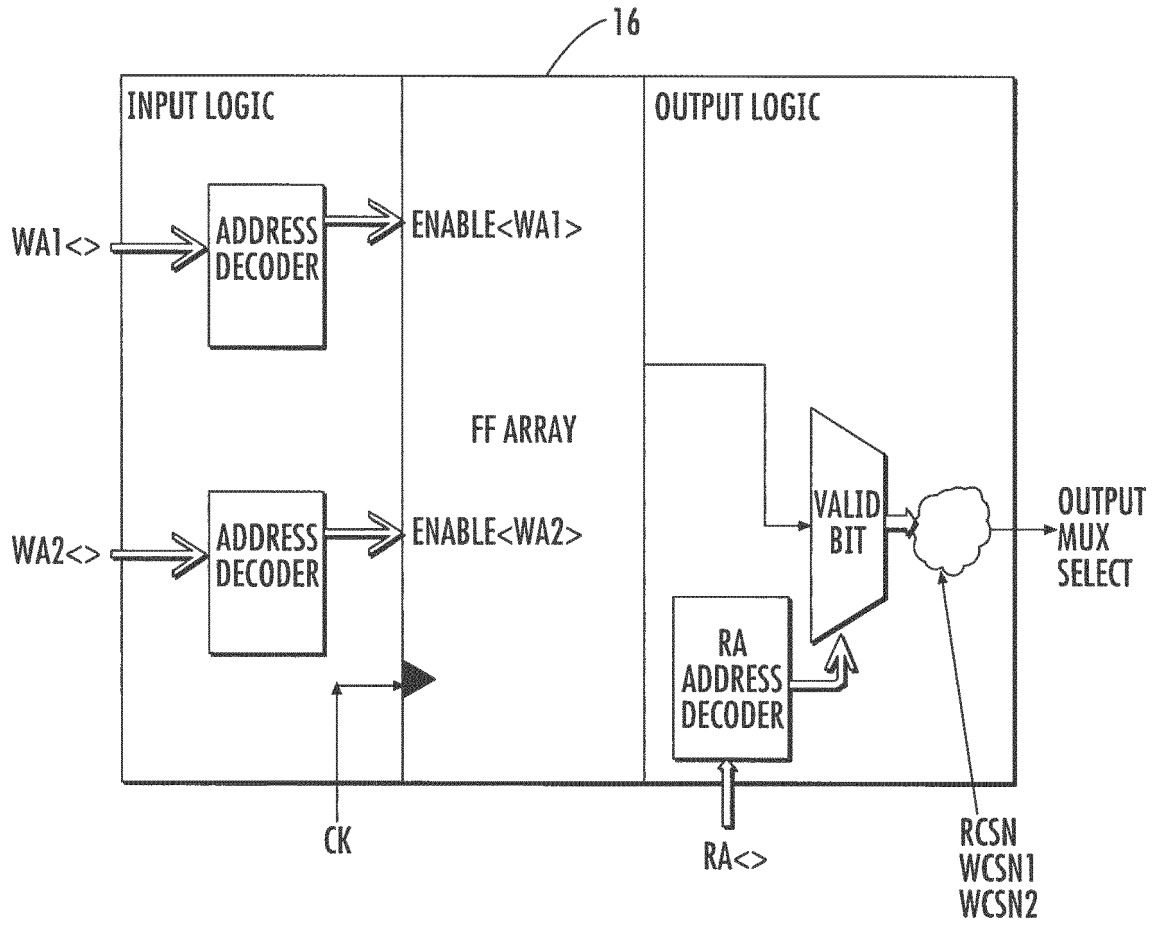 16
INPUT LOGIC
OUTPUT LOGIC
WA1<>
ADDRESS
DECODER
ENABLE<WA1>
FF ARRAY
WA2<>
ADDRESS
DECODER
ENABLE<WA2>
VALID
BIT
OUTPUT
MUX
SELECT
RA
ADDRESS
DECODER
CK
RA<>
RCSN
WCSN1
WCSN2